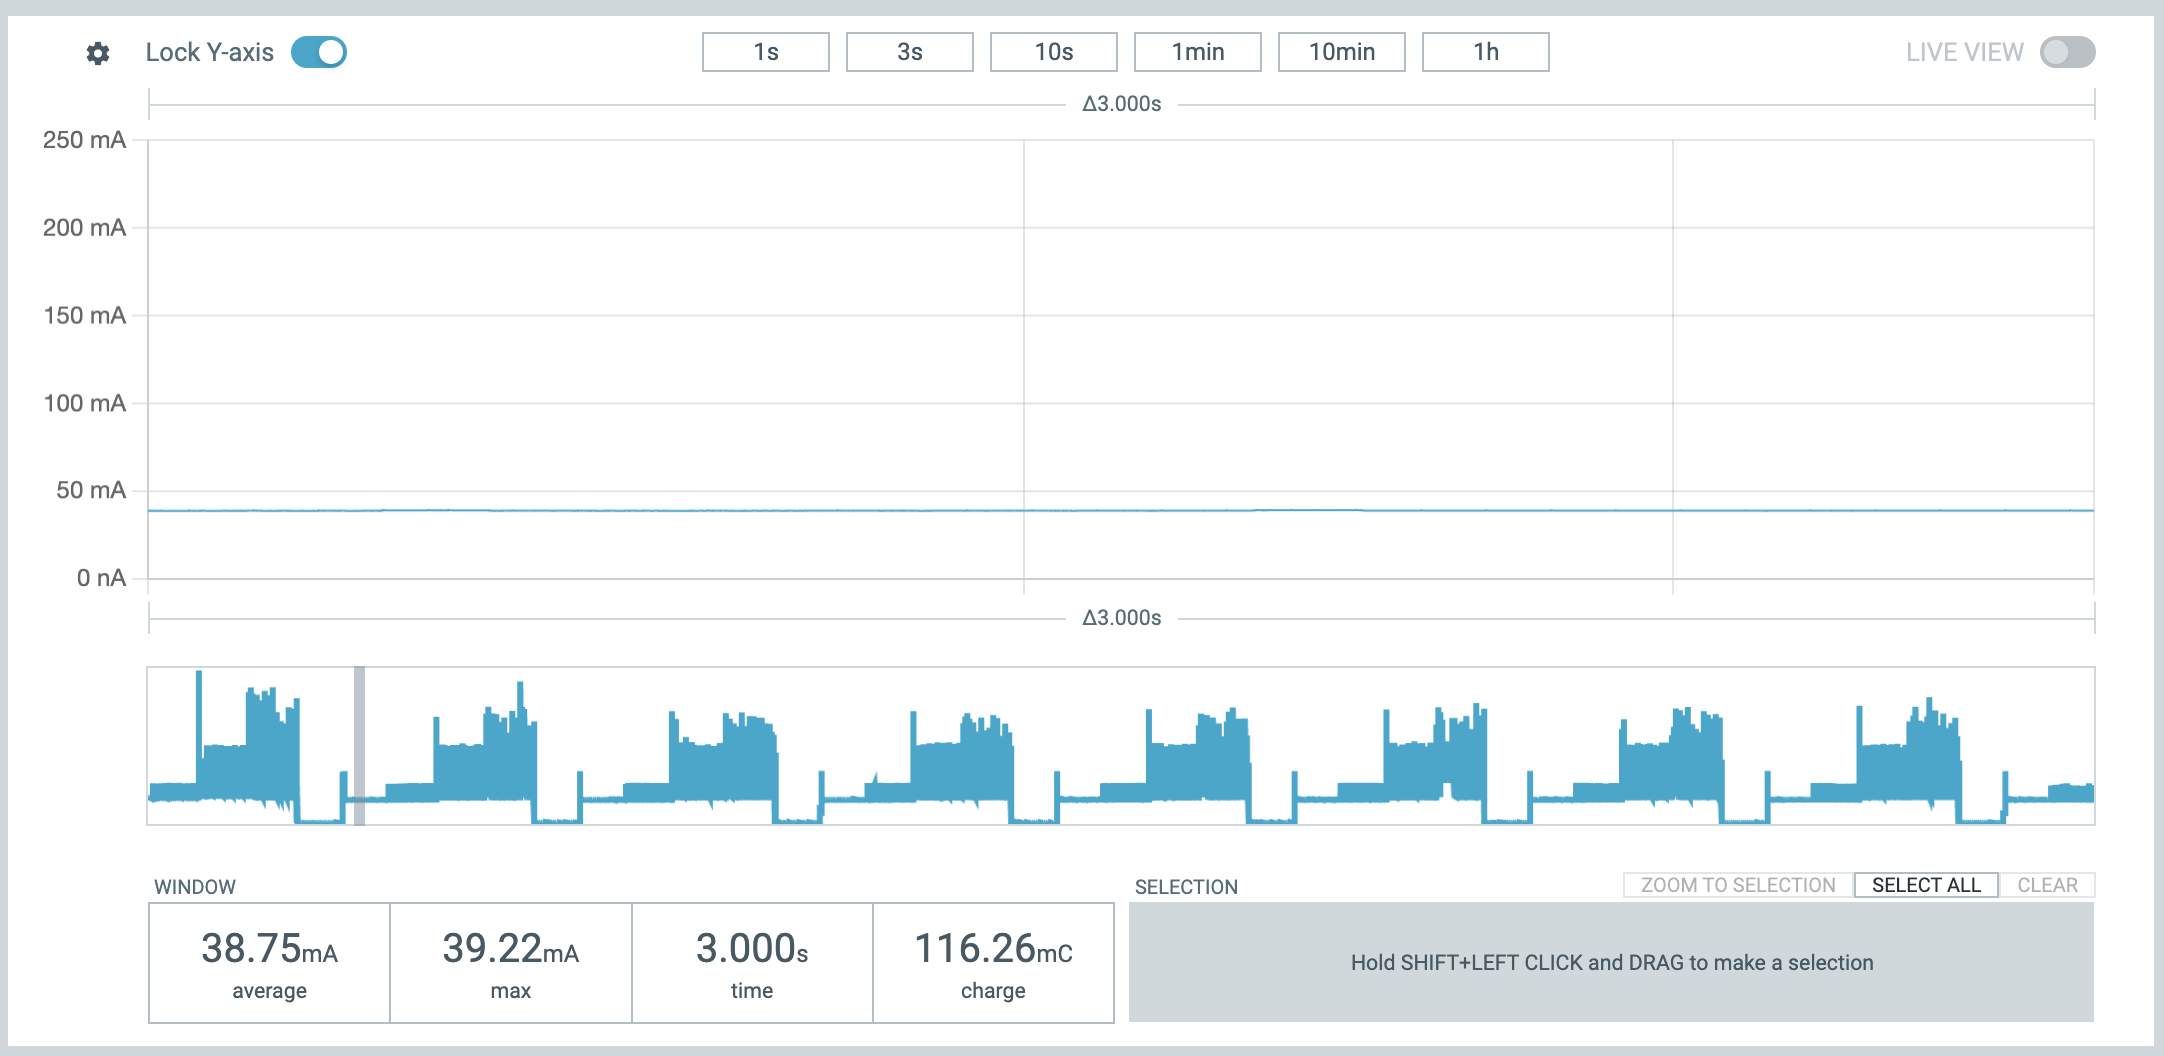 Lock Y-axis 1s 3s 10s 1min 10min 1h LIVE VIEW
Δ3.000s
250 mA
200 mA
150 mA
100 mA
50 mA
0 nA
Δ3.000s
WINDOW
38.75mA 39.22mA 3.000s 116.26mC
average max time charge
SELECTION ZOOM TO SELECTION SELECT ALL CLEAR
Hold SHIFT+LEFT CLICK and DRAG to make a selection